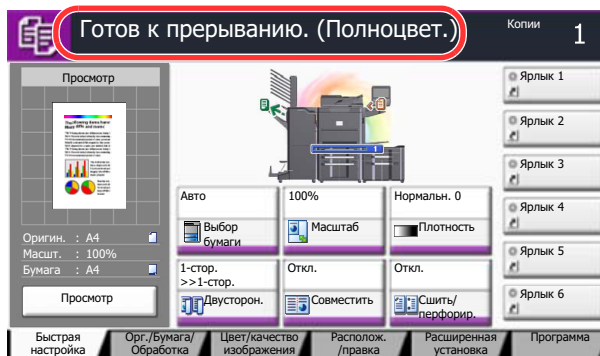 Готов к прерыванию. (Полноцвет.)
Копии
1
Просмотр
Оригин. : A4
Масшт. : 100%
Бумага : A4
Просмотр
1
Авто
Выбор
бумаги
100%
Масштаб
Нормальн. 0
Плотность
1-стор.
>>1-стор.
Двусторон.
Откл.
Совместить
Откл.
Сшить/
перфорир.
Ярлык 1
Ярлык 2
Ярлык 3
Ярлык 4
Ярлык 5
Ярлык 6
Быстрая
настройка
Орг./Бумага/
Обработка
Цвет/качество
изображения
Располож.
/правка
Расширенная
установка
Программа